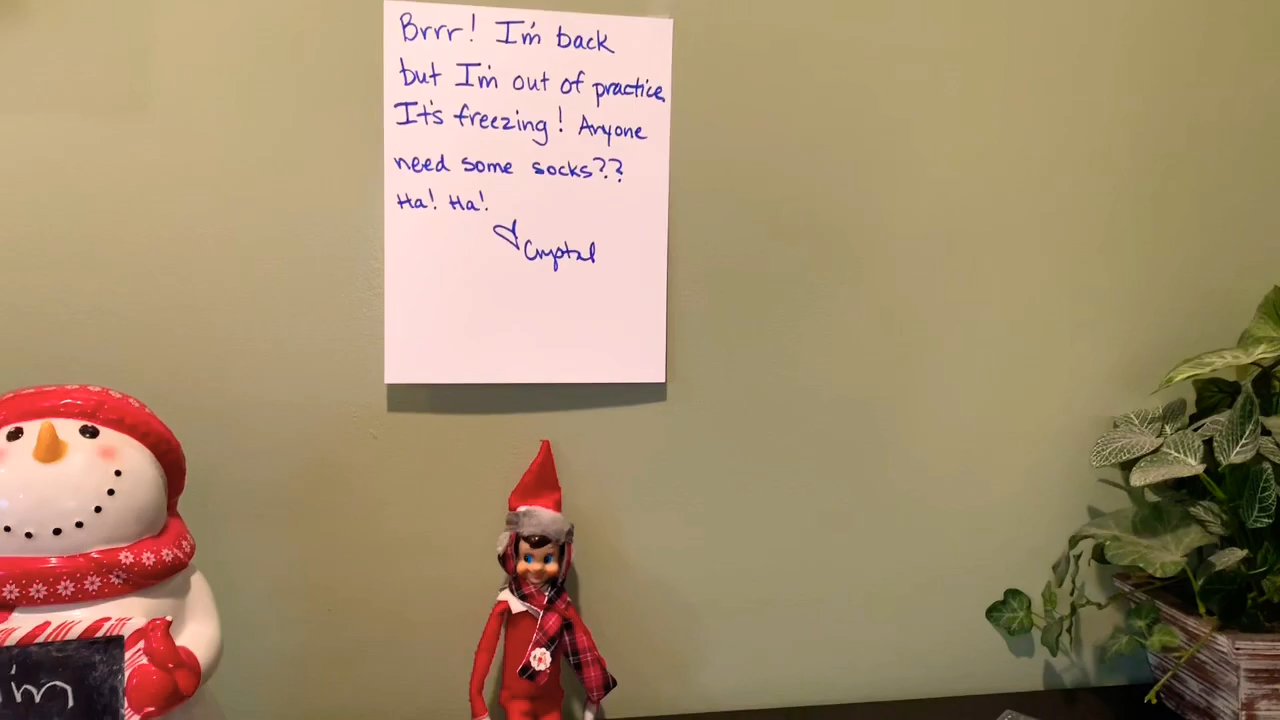 Brrr! I'm back
but I'm out of practice.
It's freezing! Anyone
need some socks??
Ha! Ha!
Crystal
I'm